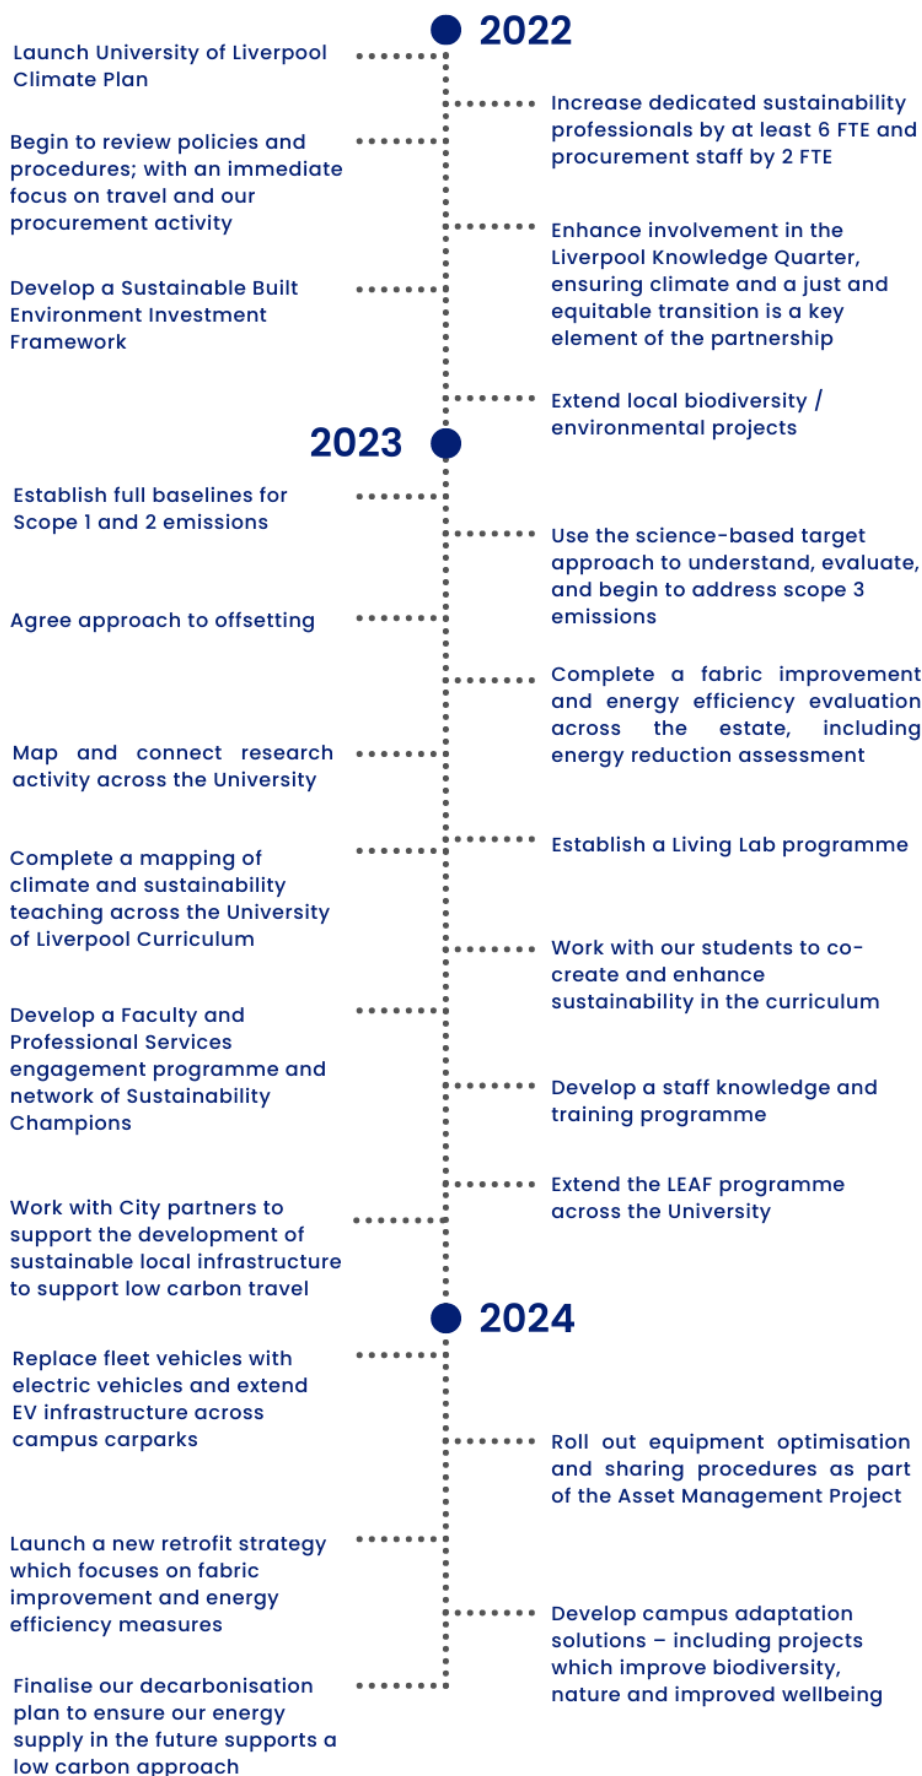 2022
Launch University of Liverpool
Climate Plan
Increase dedicated sustainability
professionals by at least 6 FTE and
procurement staff by 2 FTE
Begin to review policies and
procedures; with an immediate
focus on travel and our
procurement activity
Enhance involvement in the
Liverpool Knowledge Quarter,
ensuring climate and a just and
equitable transition is a key
element of the partnership
Develop a Sustainable Built
Environment Investment
Framework
Extend local biodiversity /
environmental projects
2023
Establish full baselines for
Scope 1 and 2 emissions
Use the science-based target
approach to understand, evaluate,
and begin to address scope 3
emissions
Agree approach to offsetting
Complete a fabric improvement
and energy efficiency evaluation
across the estate, including
energy reduction assessment
Map and connect research
activity across the University
Establish a Living Lab programme
Complete a mapping of
climate and sustainability
teaching across the University
of Liverpool Curriculum
Work with our students to co-
create and enhance
sustainability in the curriculum
Develop a Faculty and
Professional Services
engagement programme and
network of Sustainability
Champions
Develop a staff knowledge and
training programme
Extend the LEAF programme
across the University
Work with City partners to
support the development of
sustainable local infrastructure
to support low carbon travel
2024
Replace fleet vehicles with
electric vehicles and extend
EV infrastructure across
campus carparks
Roll out equipment optimisation
and sharing procedures as part
of the Asset Management Project
Launch a new retrofit strategy
which focuses on fabric
improvement and energy
efficiency measures
Develop campus adaptation
solutions – including projects
which improve biodiversity,
nature and improved wellbeing
Finalise our decarbonisation
plan to ensure our energy
supply in the future supports a
low carbon approach